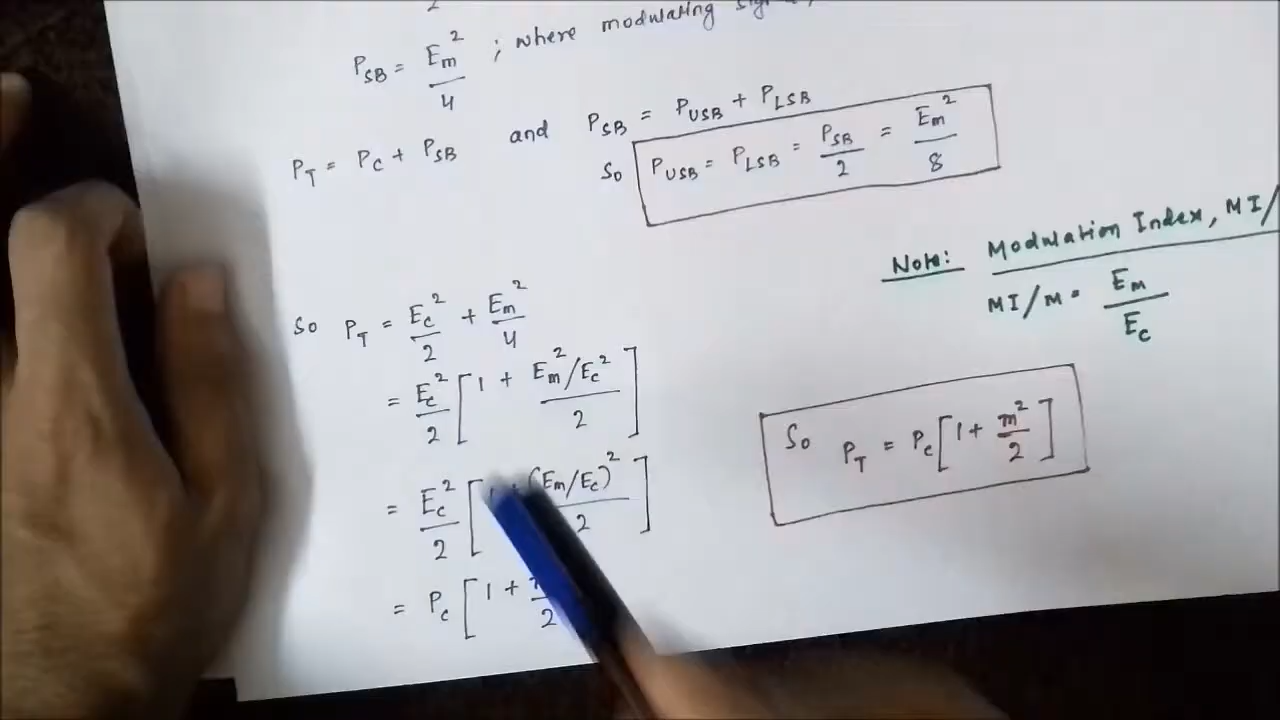 2
P_SB = E_m^2 / 4 ; where modulating
P_T = P_C + P_SB and P_SB = P_USB + P_LSB
So P_USB = P_LSB = P_SB / 2 = E_m^2 / 8
Note: Modulation Index, MI/
MI/M = E_m / E_c
So P_T = E_c^2 / 2 + E_m^2 / 4
= E_c^2 / 2 [1 + (E_m^2/E_c^2) / 2]
= E_c^2 / 2 [1 + (E_m/E_c)^2 / 2]
= P_c [1 + / 2
So P_T = P_c [1 + m^2 / 2]